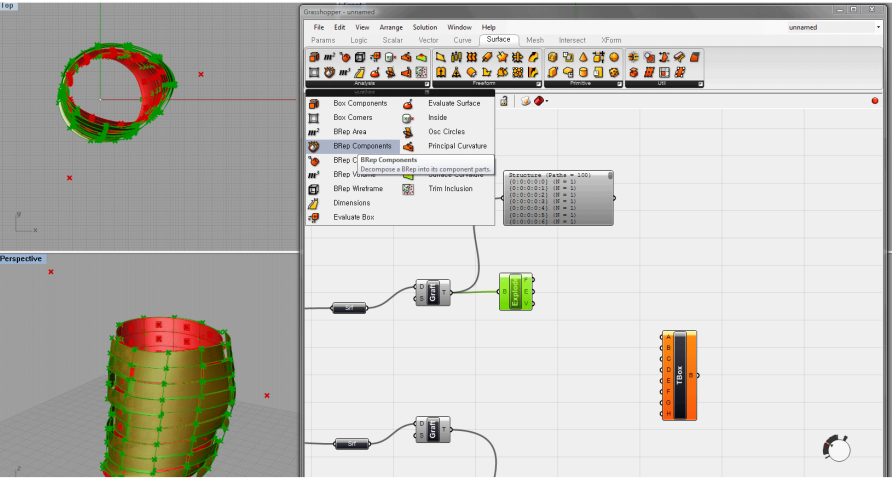 Top
Grasshopper - unnamed
File Edit View Arrange Solution Window Help
unnamed
Params Logic Scalar Vector Curve Surface Mesh Intersect XForm
Analysis Freeform Primitive Util
Box Components Evaluate Surface
Box Corners Inside
m² BRep Area Osc Circles
BRep Components Principal Curvature
BRep C
BRep Components
Decompose a BRep into its component parts.
m³ BRep Volume Surface Curvature
BRep Wireframe Trim Inclusion
Dimensions
Evaluate Box
Structure (Paths = 100)
{0:0:0:0:0} (N = 1)
{0:0:0:0:1} (N = 1)
{0:0:0:0:2} (N = 1)
{0:0:0:0:3} (N = 1)
{0:0:0:0:4} (N = 1)
{0:0:0:0:5} (N = 1)
{0:0:0:0:6} (N = 1)
y
x
Perspective
D
S
Graft
T
B
Explode
F
E
V
Srf
A
B
C
D
E
F
G
H
TBox
B
D
S
Graft
T
Srf
z